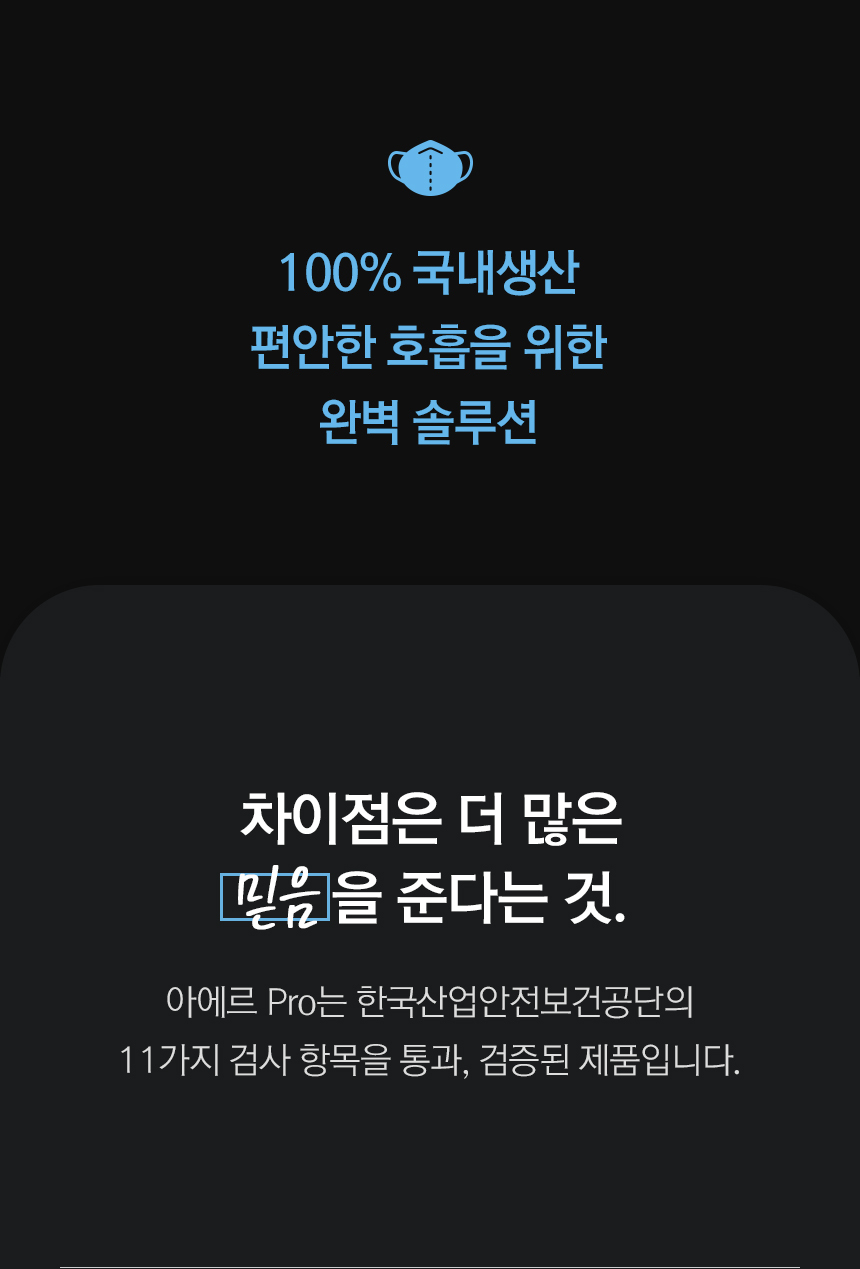 100% 국내생산
편안한 호흡을 위한
완벽 솔루션
차이점은 더 많은
믿음을 준다는 것.
아에르 Pro는 한국산업안전보건공단의
11가지 검사 항목을 통과, 검증된 제품입니다.